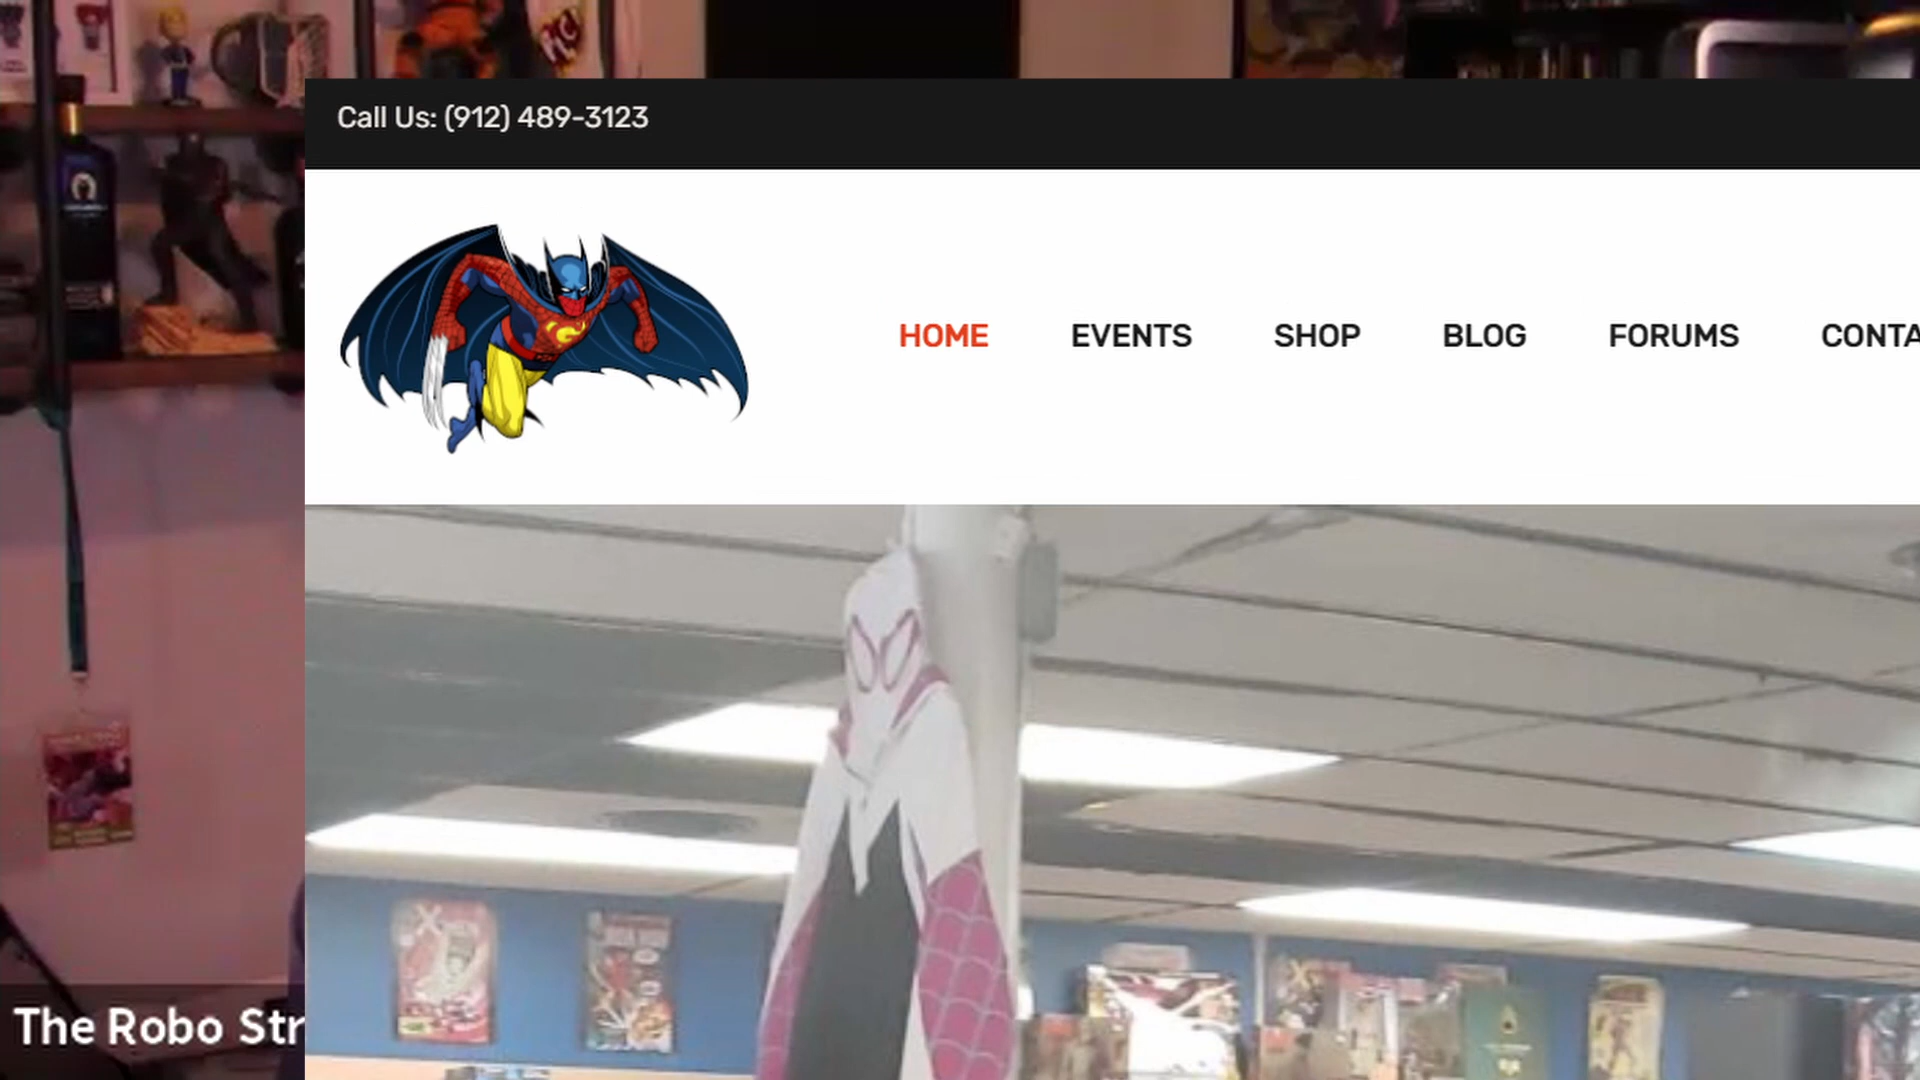 Call Us: (912) 489-3123
HOME EVENTS SHOP BLOG FORUMS CONTA
The Robo Str